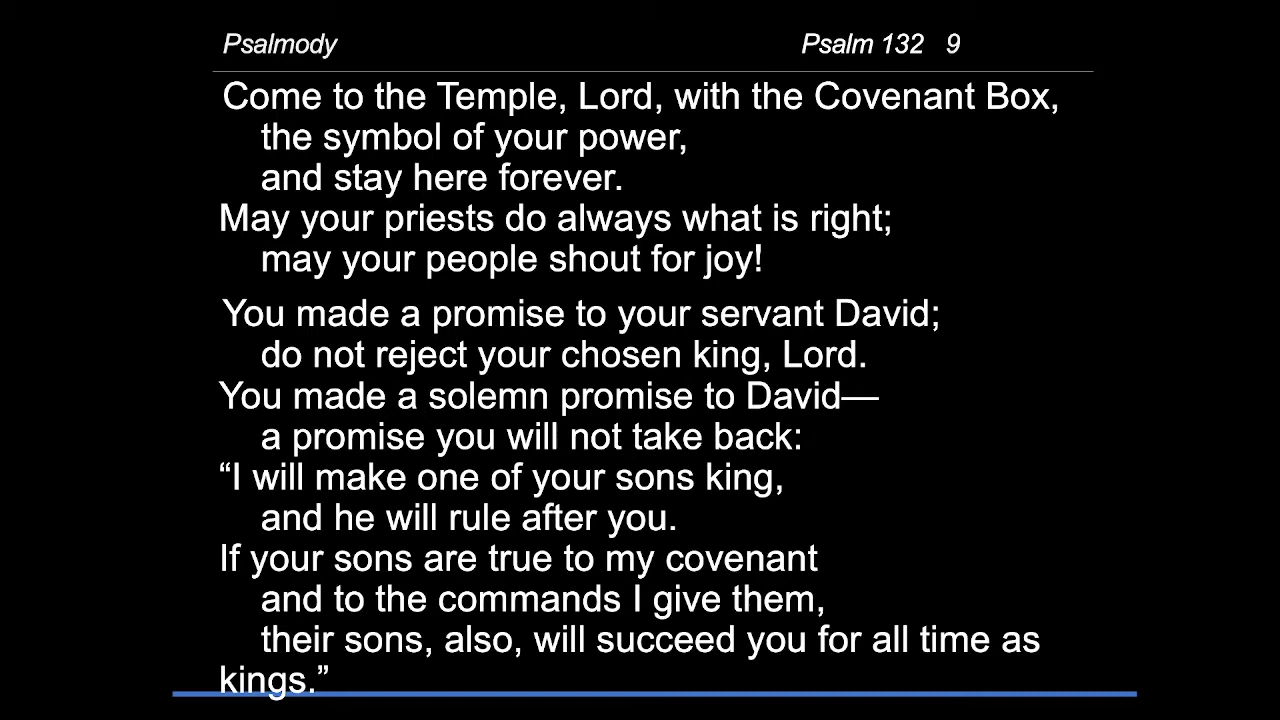 Psalmody Psalm 132 9
Come to the Temple, Lord, with the Covenant Box,
the symbol of your power,
and stay here forever.
May your priests do always what is right;
may your people shout for joy!
You made a promise to your servant David;
do not reject your chosen king, Lord.
You made a solemn promise to David—
a promise you will not take back:
“I will make one of your sons king,
and he will rule after you.
If your sons are true to my covenant
and to the commands I give them,
their sons, also, will succeed you for all time as
kings.”